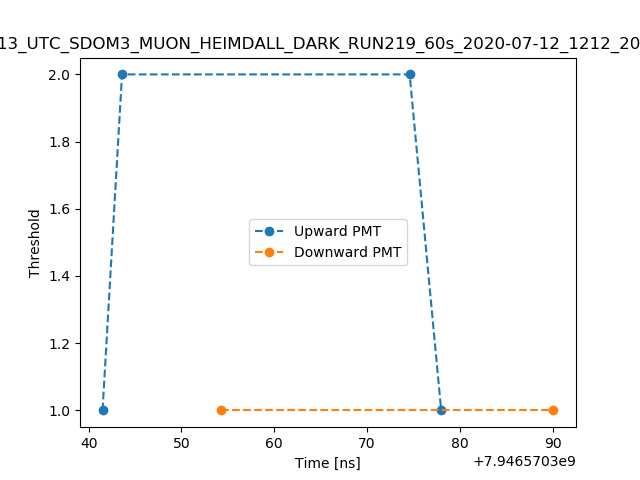 13_UTC_SDOM3_MUON_HEIMDALL_DARK_RUN219_60s_2020-07-12_1212_20
2.0
1.8
1.6
1.4
1.2
1.0
Threshold
Upward PMT
Downward PMT
40 50 60 70 80 90
Time [ns]
+7.9465703e9